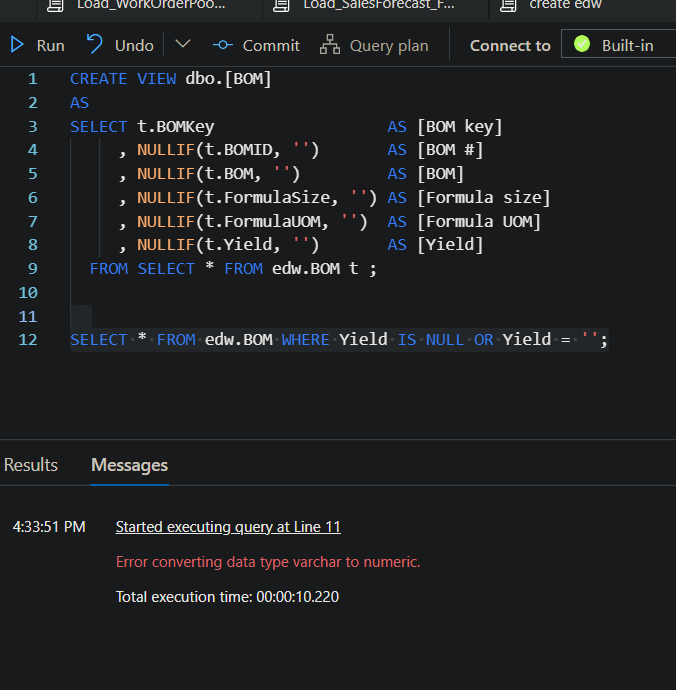 Load_WorkOrderPoo... Load_SalesForecast_F... create edw
Run Undo Commit Query plan Connect to Built-in
1 CREATE VIEW dbo.[BOM]
2 AS
3 SELECT t.BOMKey AS [BOM key]
4 , NULLIF(t.BOMID, '') AS [BOM #]
5 , NULLIF(t.BOM, '') AS [BOM]
6 , NULLIF(t.FormulaSize, '') AS [Formula size]
7 , NULLIF(t.FormulaUOM, '') AS [Formula UOM]
8 , NULLIF(t.Yield, '') AS [Yield]
9 FROM SELECT * FROM edw.BOM t ;
10
11
12 SELECT * FROM edw.BOM WHERE Yield IS NULL OR Yield = '';
Results Messages
4:33:51 PM Started executing query at Line 11
Error converting data type varchar to numeric.
Total execution time: 00:00:10.220